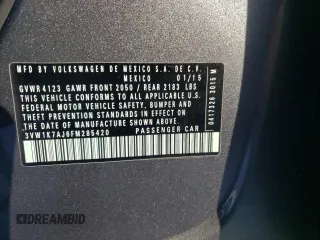 MFD BY VOLKSWAGEN DE MEXICO S.A. DE C.V.
MEXICO 01/15
GVWR 4123 GAWR FRONT 2050 / REAR 2183 LBS
THIS VEHICLE CONFORMS TO ALL APPLICABLE
FEDERAL MOTOR VEHICLE SAFETY, BUMPER AND
THEFT PREVENTION STANDARDS IN EFFECT ON
THE DATE OF MANUFACTURE SHOWN ABOVE
3VW1K7AJ6FM285420 PASSENGER CAR
3015 M
DREAMBID